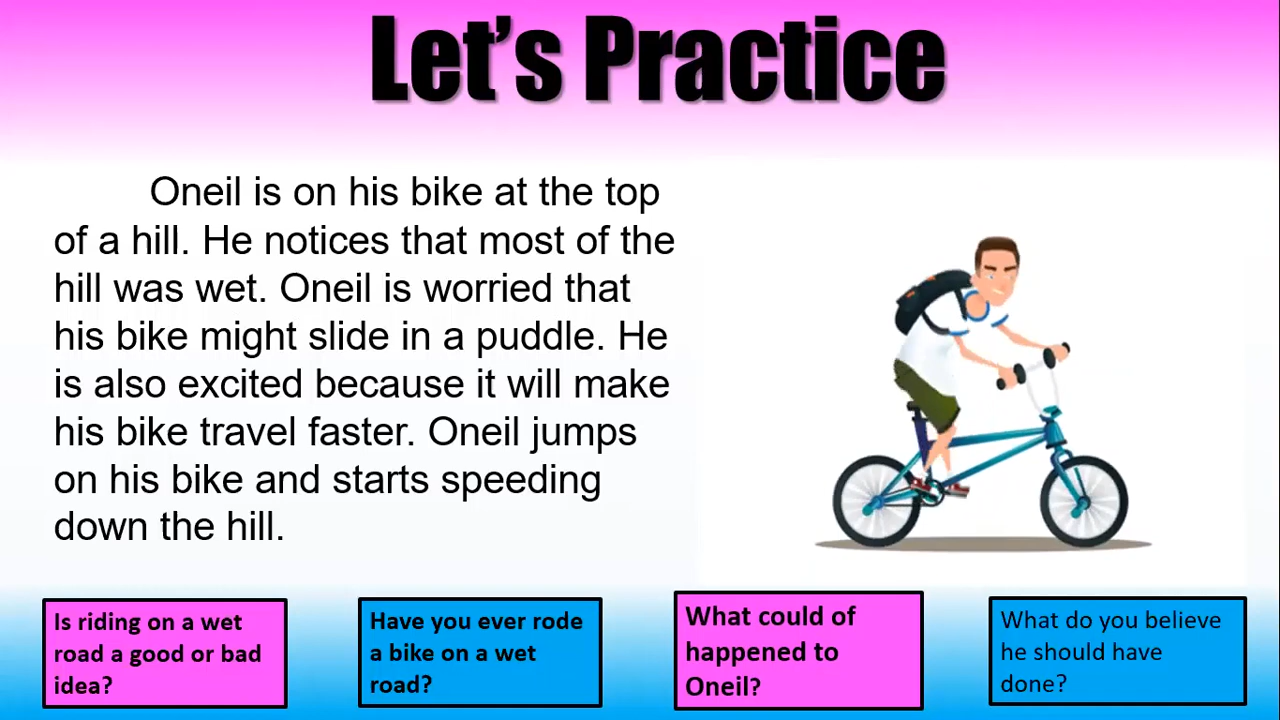 Let's Practice
Oneil is on his bike at the top
of a hill. He notices that most of the
hill was wet. Oneil is worried that
his bike might slide in a puddle. He
is also excited because it will make
his bike travel faster. Oneil jumps
on his bike and starts speeding
down the hill.
Is riding on a wet
road a good or bad
idea?
Have you ever rode
a bike on a wet
road?
What could of
happened to
Oneil?
What do you believe
he should have
done?